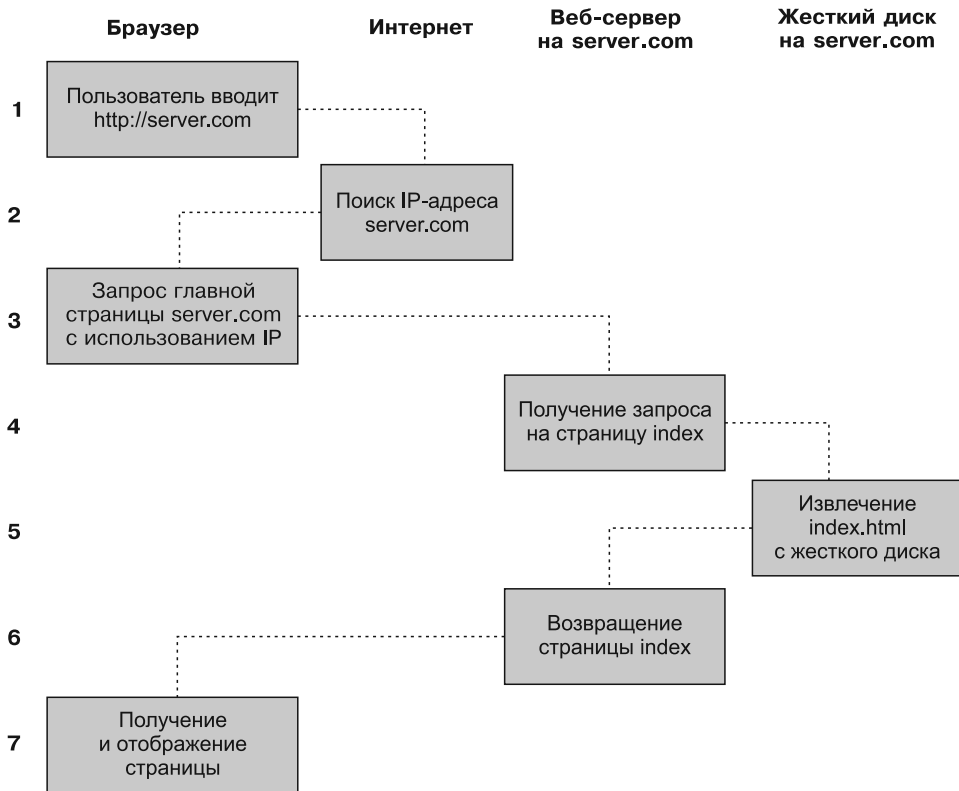 Браузер
Интернет
Веб-сервер
на server.com
Жесткий диск
на server.com
1
Пользователь вводит
http://server.com
2
Поиск IP-адреса
server.com
3
Запрос главной
страницы server.com
с использованием IP
4
Получение запроса
на страницу index
5
Извлечение
index.html
с жесткого диска
6
Возвращение
страницы index
7
Получение
и отображение
страницы